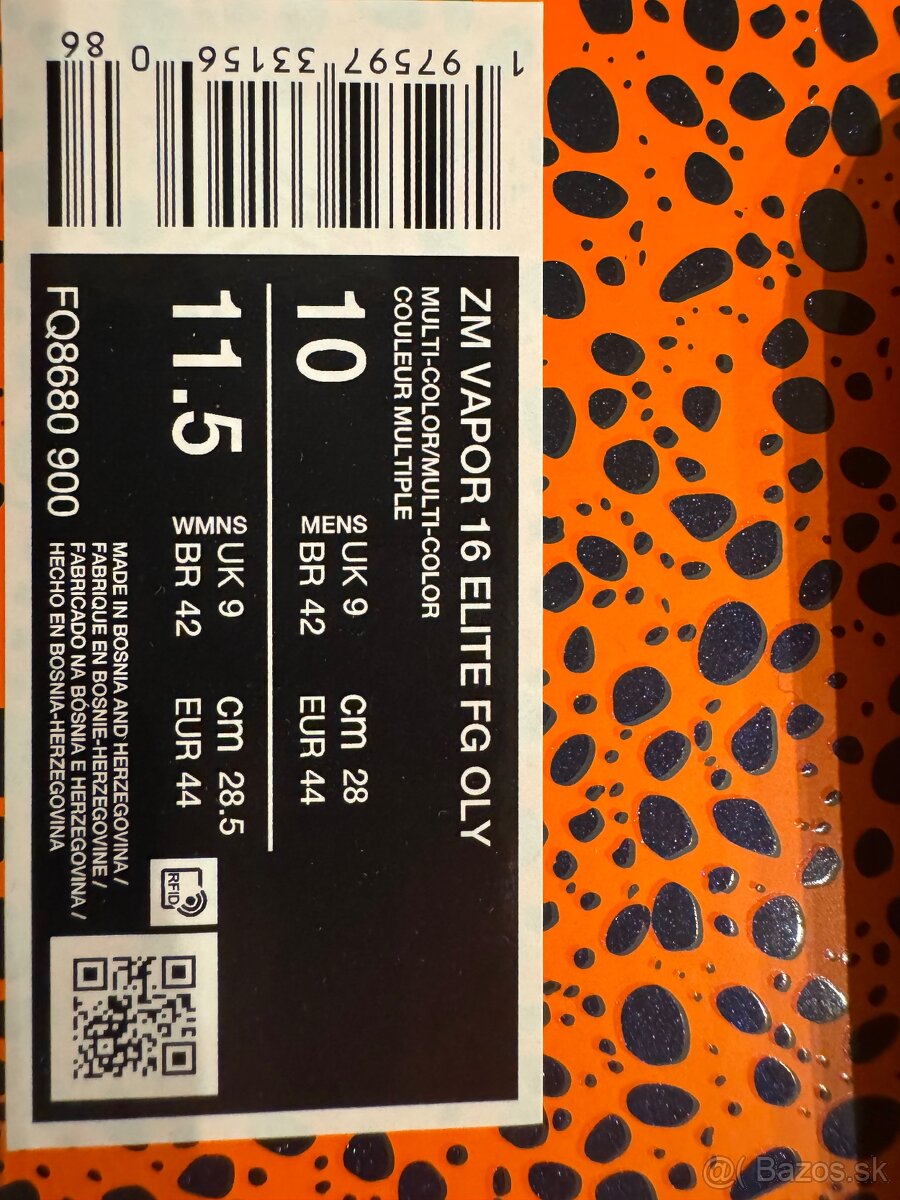 ZM VAPOR 16 ELITE FG OLY
MULTI-COLOR/MULTI-COLOR
COULEUR MULTIPLE
10
MENS
UK 9
cm 28
BR 42
EUR 44
11.5
WMNS
UK 9
cm 28.5
BR 42
EUR 44
RFID
FQ8680 900
MADE IN BOSNIA AND HERZEGOVINA /
FABRIQUE EN BOSNIE-HERZEGOVINE /
FABRICADO NA BÓSNIA E HERZEGOVINA /
HECHO EN BOSNIA-HERZEGOVINA
1 97597 33156 0 86
@( Bazos.sk